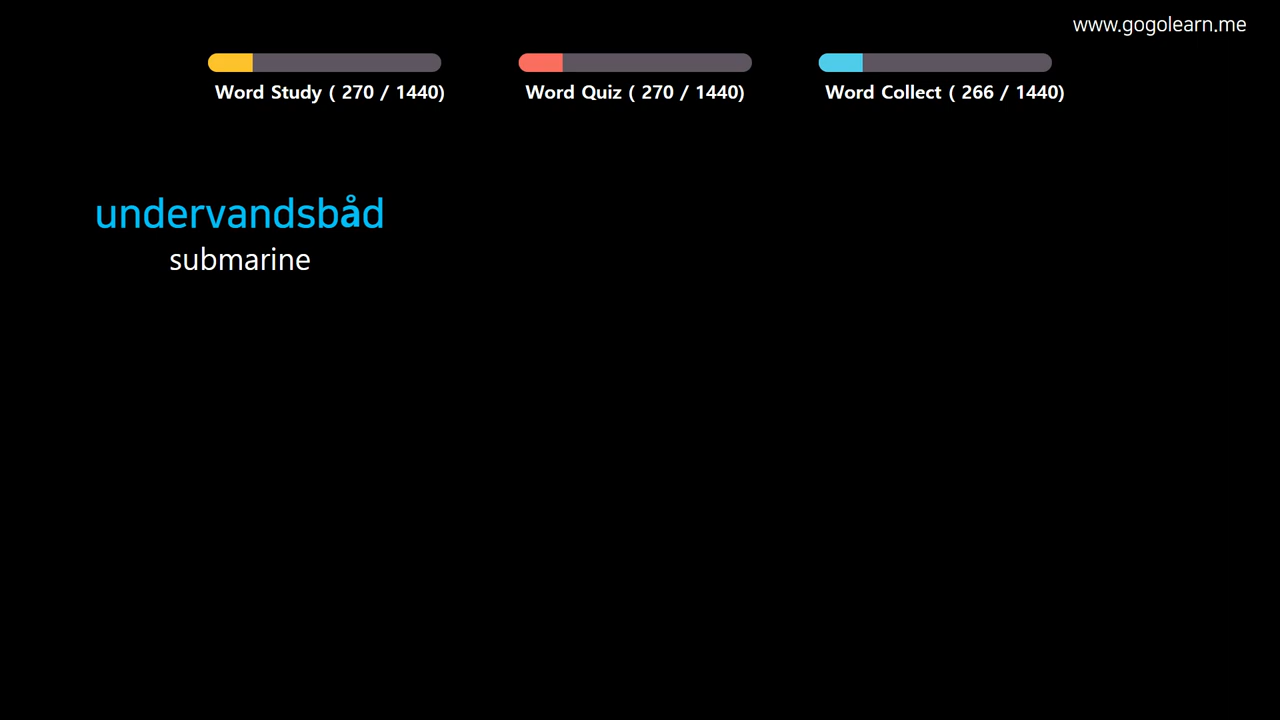 www.gogolearn.me
Word Study ( 270 / 1440)
Word Quiz ( 270 / 1440)
Word Collect ( 266 / 1440)
undervandsbåd
submarine